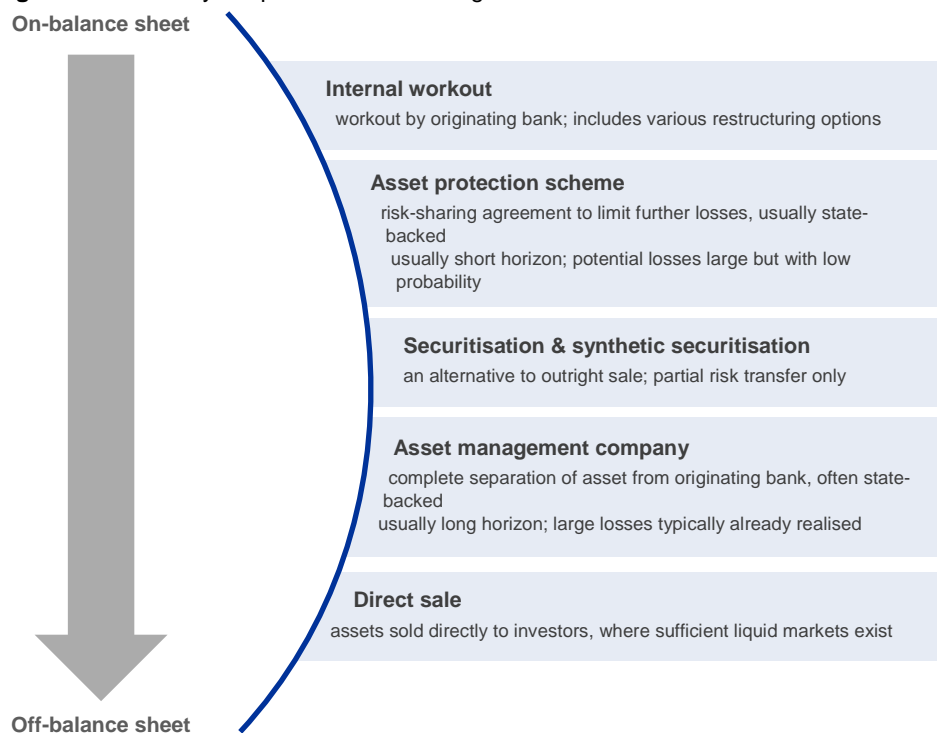 On-balance sheet
Internal workout
workout by originating bank; includes various restructuring options
Asset protection scheme
risk-sharing agreement to limit further losses, usually state-
backed
usually short horizon; potential losses large but with low
probability
Securitisation & synthetic securitisation
an alternative to outright sale; partial risk transfer only
Asset management company
complete separation of asset from originating bank, often state-
backed
usually long horizon; large losses typically already realised
Direct sale
assets sold directly to investors, where sufficient liquid markets exist
Off-balance sheet